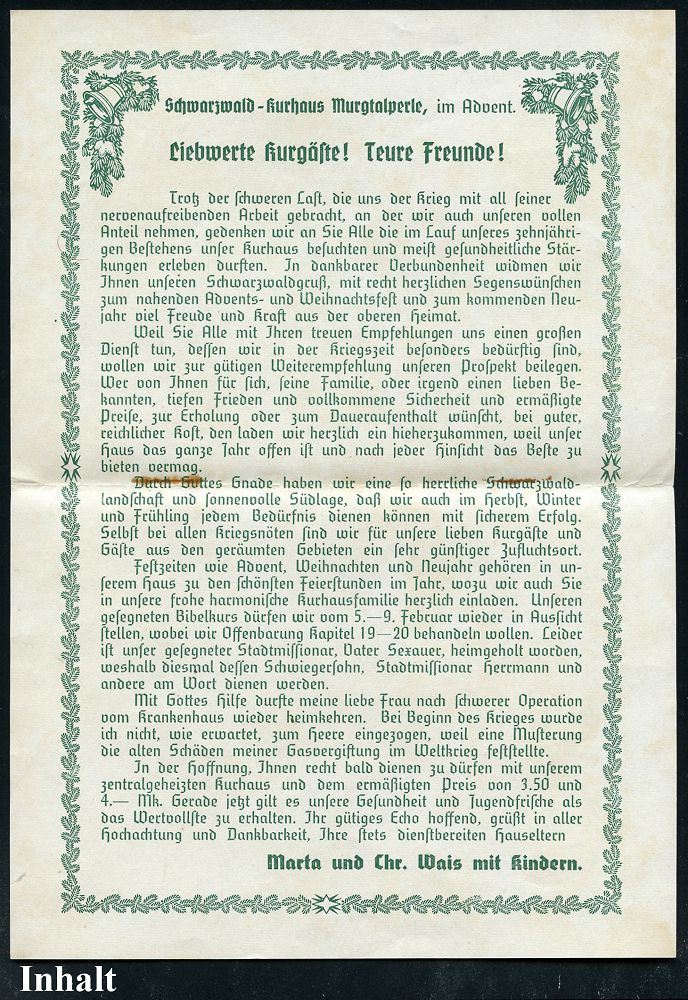 Schwarzwald-Kurhaus Murgtalperle, im Advent.
Liebwerte Kurgäste! Teure Freunde!
Trotz der schweren Last, die uns der Krieg mit all seiner
nervenaufreibenden Arbeit gebracht, an der wir auch unseren vollen
Anteil nehmen, gedenken wir an Sie Alle die im Lauf unseres zehnjähri-
gen Bestehens unser Kurhaus besuchten und meist gesundheitliche Stär-
kungen erleben durften. In dankbarer Verbundenheit widmen wir
Ihnen unseren Schwarzwaldgruß, mit recht herzlichen Segenswünschen
zum nahenden Advents- und Weihnachtsfest und zum kommenden Neu-
jahr viel Freude und Kraft aus der oberen Heimat.
Weil Sie Alle mit Ihren treuen Empfehlungen uns einen großen
Dienst tun, dessen wir in der Kriegszeit besonders bedürftig sind,
wollen wir zur gütigen Weiterempfehlung unseren Prospekt beilegen.
Wer von Ihnen für sich, seine Familie, oder irgend einen lieben Be-
kannten, tiefen Frieden und vollkommene Sicherheit und ermäßigte
Preise, zur Erholung oder zum Daueraufenthalt wünscht, bei guter,
reichlicher Kost, den laden wir herzlich ein hieherzukommen, weil unser
Haus das ganze Jahr offen ist und nach jeder Hinsicht das Beste zu
bieten vermag.
Durch Gottes Gnade haben wir eine so herrliche Schwarzwald-
landschaft und sonnenvolle Südlage, daß wir auch im Herbst, Winter
und Frühling jedem Bedürfnis dienen können mit sicherem Erfolg.
Selbst bei allen Kriegsnöten sind wir für unsere lieben Kurgäste und
Gäste aus den geräumten Gebieten ein sehr günstiger Zufluchtsort.
Festzeiten wie Advent, Weihnachten und Neujahr gehören in un-
serem Haus zu den schönsten Feierstunden im Jahr, wozu wir auch Sie
in unsere frohe harmonische Kurhausfamilie herzlich einladen. Unseren
gesegneten Bibelkurs dürfen wir vom 5.—9. Februar wieder in Aussicht
stellen, wobei wir Offenbarung Kapitel 19—20 behandeln wollen. Leider
ist unser gesegneter Stadtmissionar, Vater Sexauer, heimgeholt worden,
weshalb diesmal dessen Schwiegersohn, Stadtmissionar Herrmann und
andere am Wort dienen werden.
Mit Gottes Hilfe durfte meine liebe Frau nach schwerer Operation
vom Krankenhaus wieder heimkehren. Bei Beginn des Krieges wurde
ich nicht, wie erwartet, zum Heere eingezogen, weil eine Musterung
die alten Schäden meiner Gasvergiftung im Weltkrieg feststellte.
In der Hoffnung, Ihnen recht bald dienen zu dürfen mit unserem
zentralgeheizten Kurhaus und dem ermäßigten Preis von 3.50 und
4.— Mk. Gerade jetzt gilt es unsere Gesundheit und Jugendfrische als
das Wertvollste zu erhalten. Ihr gütiges Echo hoffend, grüßt in aller
Hochachtung und Dankbarkeit, Ihre stets dienstbereiten Hauseltern
Marta und Chr. Wais mit Kindern.
Inhalt